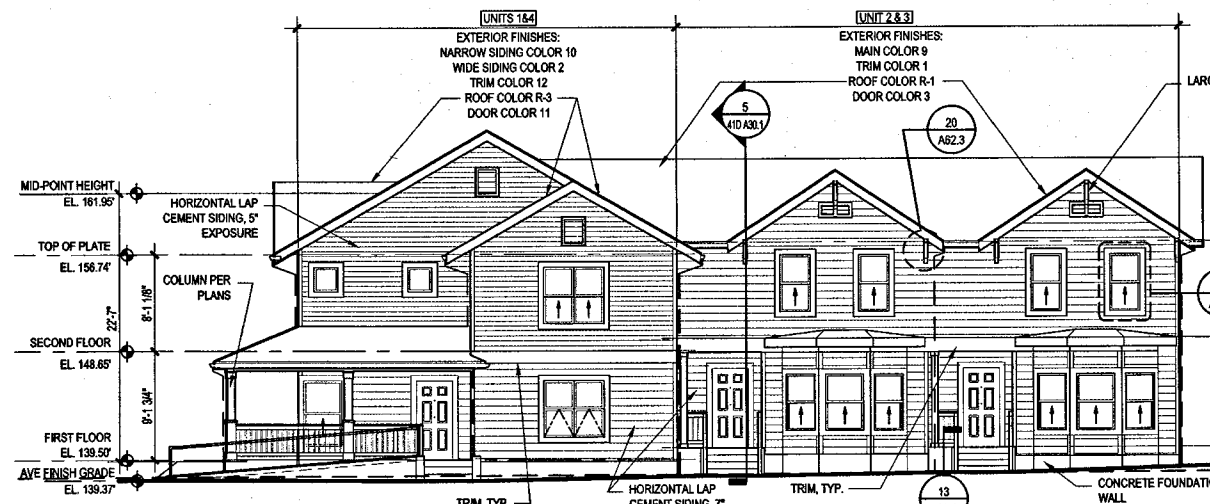 UNITS 1&4
EXTERIOR FINISHES:
NARROW SIDING COLOR 10
WIDE SIDING COLOR 2
TRIM COLOR 12
ROOF COLOR R-3
DOOR COLOR 11
UNIT 2 & 3
EXTERIOR FINISHES:
MAIN COLOR 9
TRIM COLOR 1
ROOF COLOR R-1
DOOR COLOR 3
LARG
5
41D A30.1
20
A62.3
MID-POINT HEIGHT
EL. 161.95'
HORIZONTAL LAP
CEMENT SIDING, 5"
EXPOSURE
TOP OF PLATE
EL. 156.74'
COLUMN PER
PLANS
22'-7"
8'-1 1/8"
SECOND FLOOR
EL. 148.65'
9'-1 3/4"
FIRST FLOOR
EL. 139.50'
AVE FINISH GRADE
EL. 139.37'
TRIM, TYP.
HORIZONTAL LAP
CEMENT SIDING, 7"
TRIM, TYP.
13
CONCRETE FOUNDATI
WALL